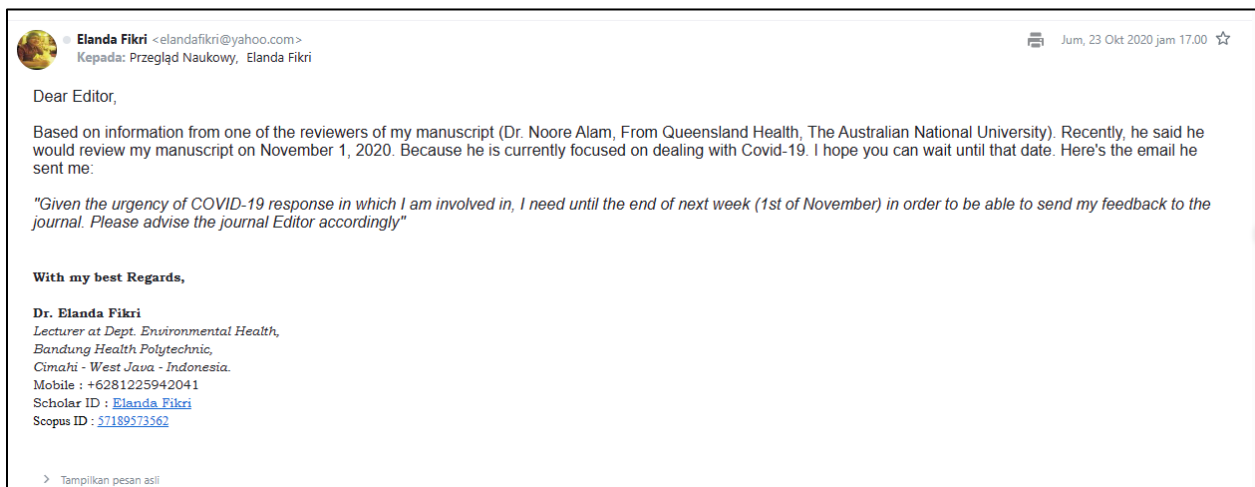 Elanda Fikri <elandafikri@yahoo.com>
Jum, 23 Okt 2020 jam 17.00
Kepada: Przegląd Naukowy, Elanda Fikri
Dear Editor,
Based on information from one of the reviewers of my manuscript (Dr. Noore Alam, From Queensland Health, The Australian National University). Recently, he said he
would review my manuscript on November 1, 2020. Because he is currently focused on dealing with Covid-19. I hope you can wait until that date. Here's the email he
sent me:
"Given the urgency of COVID-19 response in which I am involved in, I need until the end of next week (1st of November) in order to be able to send my feedback to the
journal. Please advise the journal Editor accordingly"
With my best Regards,
Dr. Elanda Fikri
Lecturer at Dept. Environmental Health,
Bandung Health Polytechnic,
Cimahi - West Java - Indonesia.
Mobile : +6281225942041
Scholar ID : Elanda Fikri
Scopus ID : 57189573562
Tampilkan pesan asli